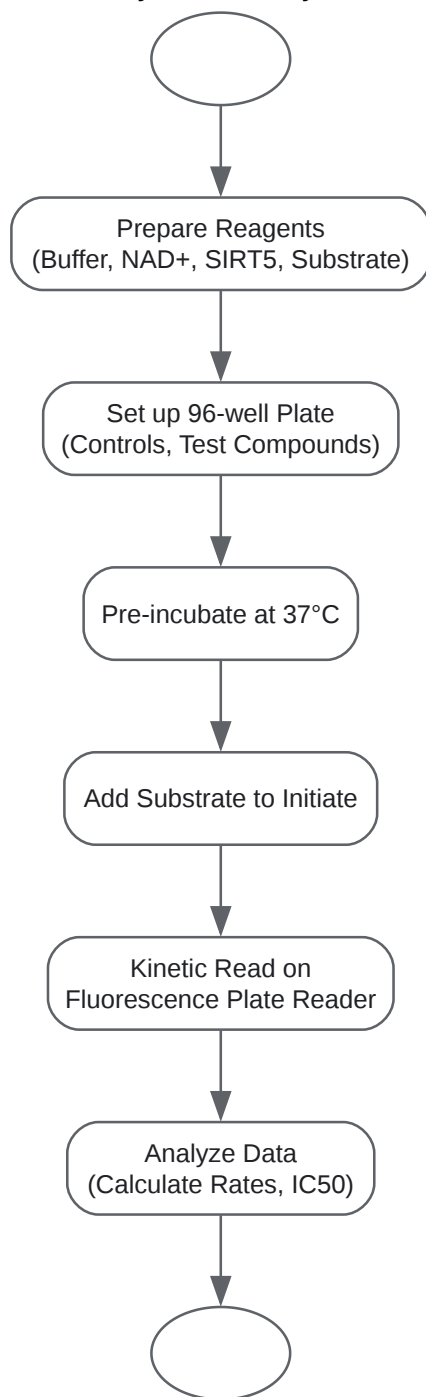 Prepare Reagents
(Buffer, NAD+, SIRT5, Substrate)
Set up 96-well Plate
(Controls, Test Compounds)
Pre-incubate at 37°C
Add Substrate to Initiate
Kinetic Read on
Fluorescence Plate Reader
Analyze Data
(Calculate Rates, IC50)